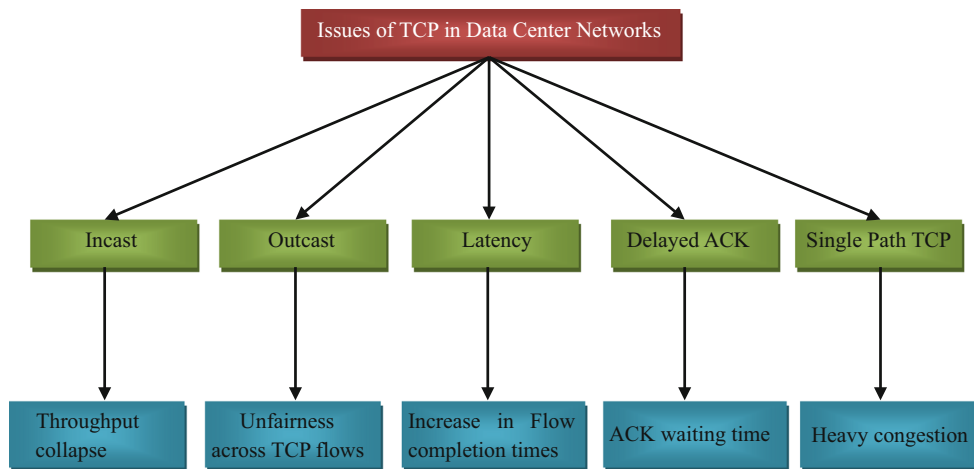 Issues of TCP in Data Center Networks
Incast
Outcast
Latency
Delayed ACK
Single Path TCP
Throughput
collapse
Unfairness
across TCP flows
Increase in Flow
completion times
ACK waiting time
Heavy congestion